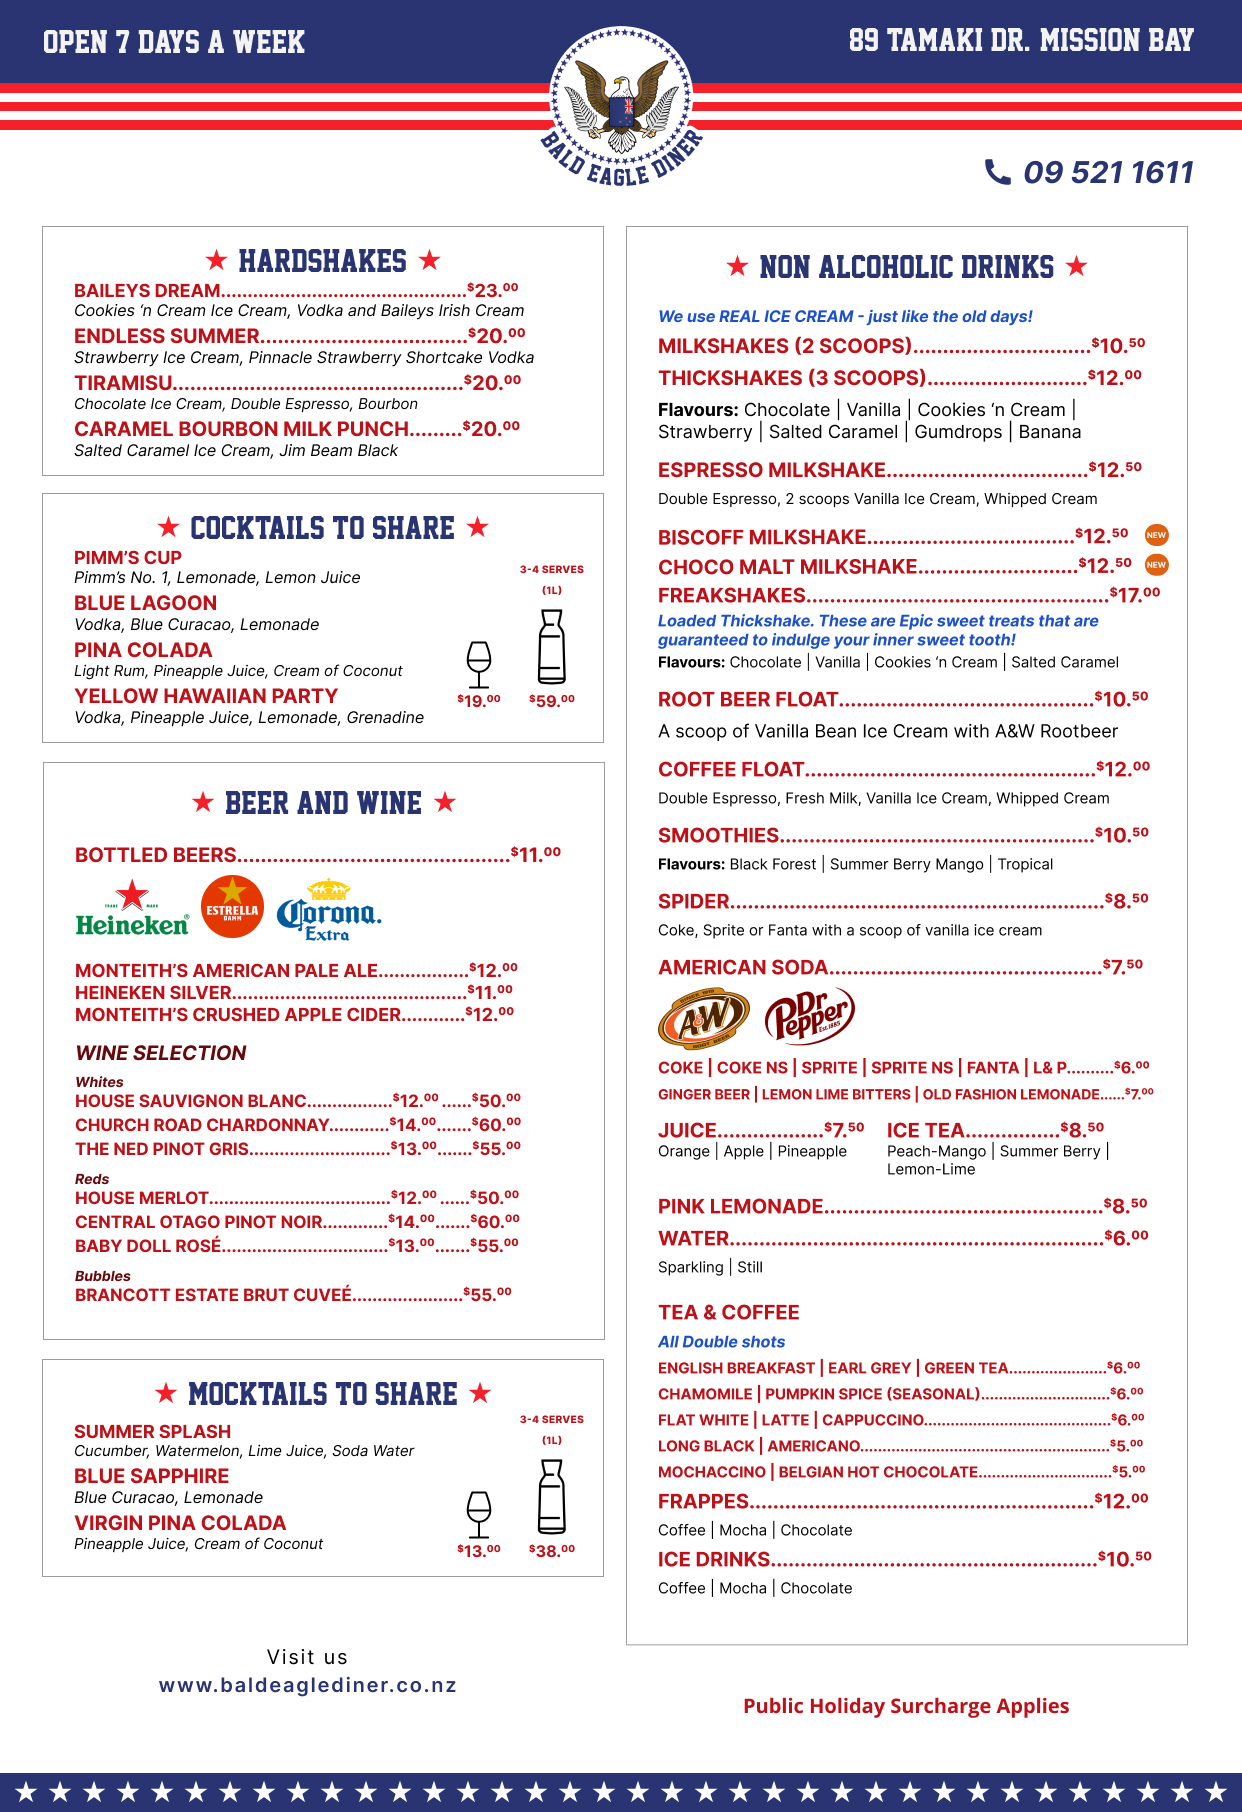 OPEN 7 DAYS A WEEK
89 TAMAKI DR. MISSION BAY
BALD EAGLE DINER
09 521 1611
HARDSHAKES
BAILEYS DREAM..............................................$23.00
Cookies ‘n Cream Ice Cream, Vodka and Baileys Irish Cream
ENDLESS SUMMER...................................$20.00
Strawberry Ice Cream, Pinnacle Strawberry Shortcake Vodka
TIRAMISU.................................................$20.00
Chocolate Ice Cream, Double Espresso, Bourbon
CARAMEL BOURBON MILK PUNCH.........$20.00
Salted Caramel Ice Cream, Jim Beam Black
COCKTAILS TO SHARE
PIMM’S CUP
Pimm’s No. 1, Lemonade, Lemon Juice
BLUE LAGOON
Vodka, Blue Curacao, Lemonade
PINA COLADA
Light Rum, Pineapple Juice, Cream of Coconut
YELLOW HAWAIIAN PARTY
Vodka, Pineapple Juice, Lemonade, Grenadine
3-4 SERVES
(1L)
$19.00 $59.00
BEER AND WINE
BOTTLED BEERS..............................................$11.00
TRADE MARK
Heineken®
ESTRELLA
DAMM
Corona.
Extra
MONTEITH’S AMERICAN PALE ALE.................$12.00
HEINEKEN SILVER............................................$11.00
MONTEITH’S CRUSHED APPLE CIDER............$12.00
WINE SELECTION
Whites
HOUSE SAUVIGNON BLANC.................$12.00 ......$50.00
CHURCH ROAD CHARDONNAY............$14.00.......$60.00
THE NED PINOT GRIS............................$13.00.......$55.00
Reds
HOUSE MERLOT....................................$12.00 ......$50.00
CENTRAL OTAGO PINOT NOIR.............$14.00.......$60.00
BABY DOLL ROSÉ.................................$13.00.......$55.00
Bubbles
BRANCOTT ESTATE BRUT CUVEÉ......................$55.00
MOCKTAILS TO SHARE
SUMMER SPLASH
Cucumber, Watermelon, Lime Juice, Soda Water
BLUE SAPPHIRE
Blue Curacao, Lemonade
VIRGIN PINA COLADA
Pineapple Juice, Cream of Coconut
3-4 SERVES
(1L)
$13.00 $38.00
Visit us
www.baldeaglediner.co.nz
NON ALCOHOLIC DRINKS
We use REAL ICE CREAM - just like the old days!
MILKSHAKES (2 SCOOPS)..............................$10.50
THICKSHAKES (3 SCOOPS)...........................$12.00
Flavours: Chocolate | Vanilla | Cookies ‘n Cream |
Strawberry | Salted Caramel | Gumdrops | Banana
ESPRESSO MILKSHAKE..................................$12.50
Double Espresso, 2 scoops Vanilla Ice Cream, Whipped Cream
BISCOFF MILKSHAKE...................................$12.50 NEW
CHOCO MALT MILKSHAKE...........................$12.50 NEW
FREAKSHAKES...................................................$17.00
Loaded Thickshake. These are Epic sweet treats that are
guaranteed to indulge your inner sweet tooth!
Flavours: Chocolate | Vanilla | Cookies ‘n Cream | Salted Caramel
ROOT BEER FLOAT...........................................$10.50
A scoop of Vanilla Bean Ice Cream with A&W Rootbeer
COFFEE FLOAT.................................................$12.00
Double Espresso, Fresh Milk, Vanilla Ice Cream, Whipped Cream
SMOOTHIES.....................................................$10.50
Flavours: Black Forest | Summer Berry Mango | Tropical
SPIDER...............................................................$8.50
Coke, Sprite or Fanta with a scoop of vanilla ice cream
AMERICAN SODA..............................................$7.50
A&W
ROOT BEER
Dr
Pepper
Est.1885
COKE | COKE NS | SPRITE | SPRITE NS | FANTA | L& P..........$6.00
GINGER BEER | LEMON LIME BITTERS | OLD FASHION LEMONADE......$7.00
JUICE..................$7.50
Orange | Apple | Pineapple
ICE TEA................$8.50
Peach-Mango | Summer Berry |
Lemon-Lime
PINK LEMONADE...............................................$8.50
WATER...............................................................$6.00
Sparkling | Still
TEA & COFFEE
All Double shots
ENGLISH BREAKFAST | EARL GREY | GREEN TEA.....................$6.00
CHAMOMILE | PUMPKIN SPICE (SEASONAL)............................$6.00
FLAT WHITE | LATTE | CAPPUCCINO.........................................$6.00
LONG BLACK | AMERICANO......................................................$5.00
MOCHACCINO | BELGIAN HOT CHOCOLATE.............................$5.00
FRAPPES..........................................................$12.00
Coffee | Mocha | Chocolate
ICE DRINKS.......................................................$10.50
Coffee | Mocha | Chocolate
Public Holiday Surcharge Applies